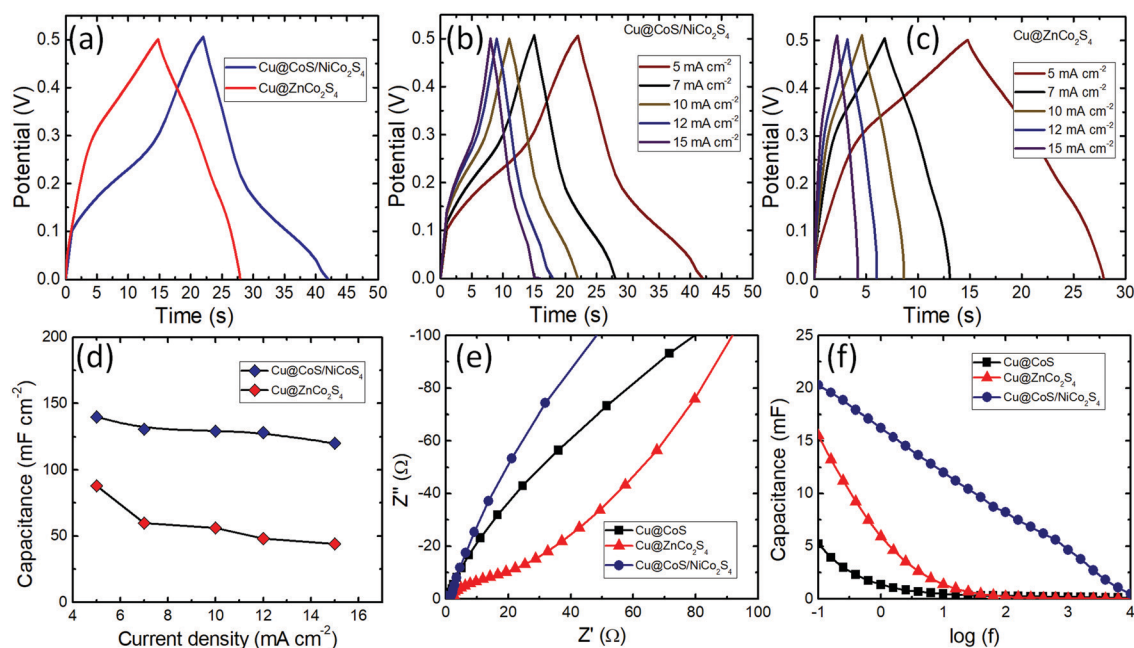 (a)
Cu@CoS/NiCo₂S₄
Cu@ZnCo₂S₄
Potential (V)
0.5
0.4
0.3
0.2
0.1
0.0
0 5 10 15 20 25 30 35 40 45 50
Time (s)
(b)
Cu@CoS/NiCo₂S₄
5 mA cm⁻²
7 mA cm⁻²
10 mA cm⁻²
12 mA cm⁻²
15 mA cm⁻²
Potential (V)
0.5
0.4
0.3
0.2
0.1
0.0
0 5 10 15 20 25 30 35 40 45 50
Time (s)
(c)
Cu@ZnCo₂S₄
5 mA cm⁻²
7 mA cm⁻²
10 mA cm⁻²
12 mA cm⁻²
15 mA cm⁻²
Potential (V)
0.5
0.4
0.3
0.2
0.1
0.0
0 5 10 15 20 25 30
Time (s)
(d)
Cu@CoS/NiCoS₄
Cu@ZnCo₂S₄
Capacitance (mF cm⁻²)
200
150
100
50
0
4 6 8 10 12 14 16
Current density (mA cm⁻²)
(e)
Cu@CoS
Cu@ZnCo₂S₄
Cu@CoS/NiCo₂S₄
Z'' (Ω)
-100
-80
-60
-40
-20
0
0 20 40 60 80 100
Z' (Ω)
(f)
Cu@CoS
Cu@ZnCo₂S₄
Cu@CoS/NiCo₂S₄
Capacitance (mF)
25
20
15
10
5
0
-1 0 1 2 3 4
log (f)